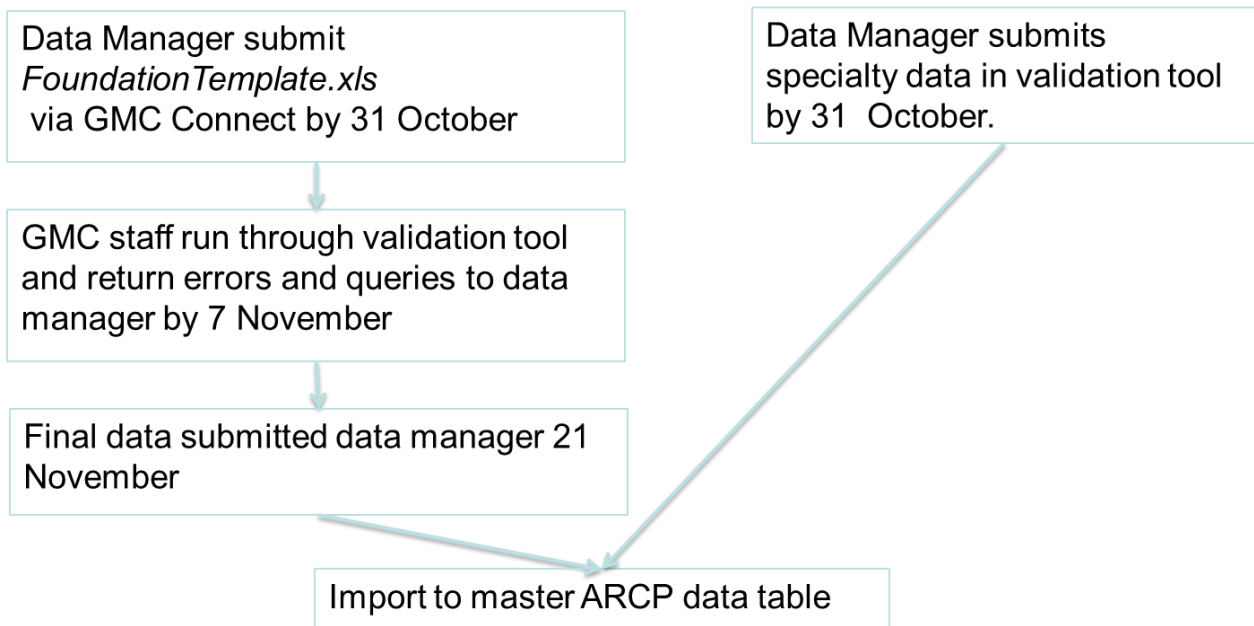 Data Manager submit
FoundationTemplate.xls
via GMC Connect by 31 October
Data Manager submits
specialty data in validation tool
by 31 October.
GMC staff run through validation tool
and return errors and queries to data
manager by 7 November
Final data submitted data manager 21
November
Import to master ARCP data table